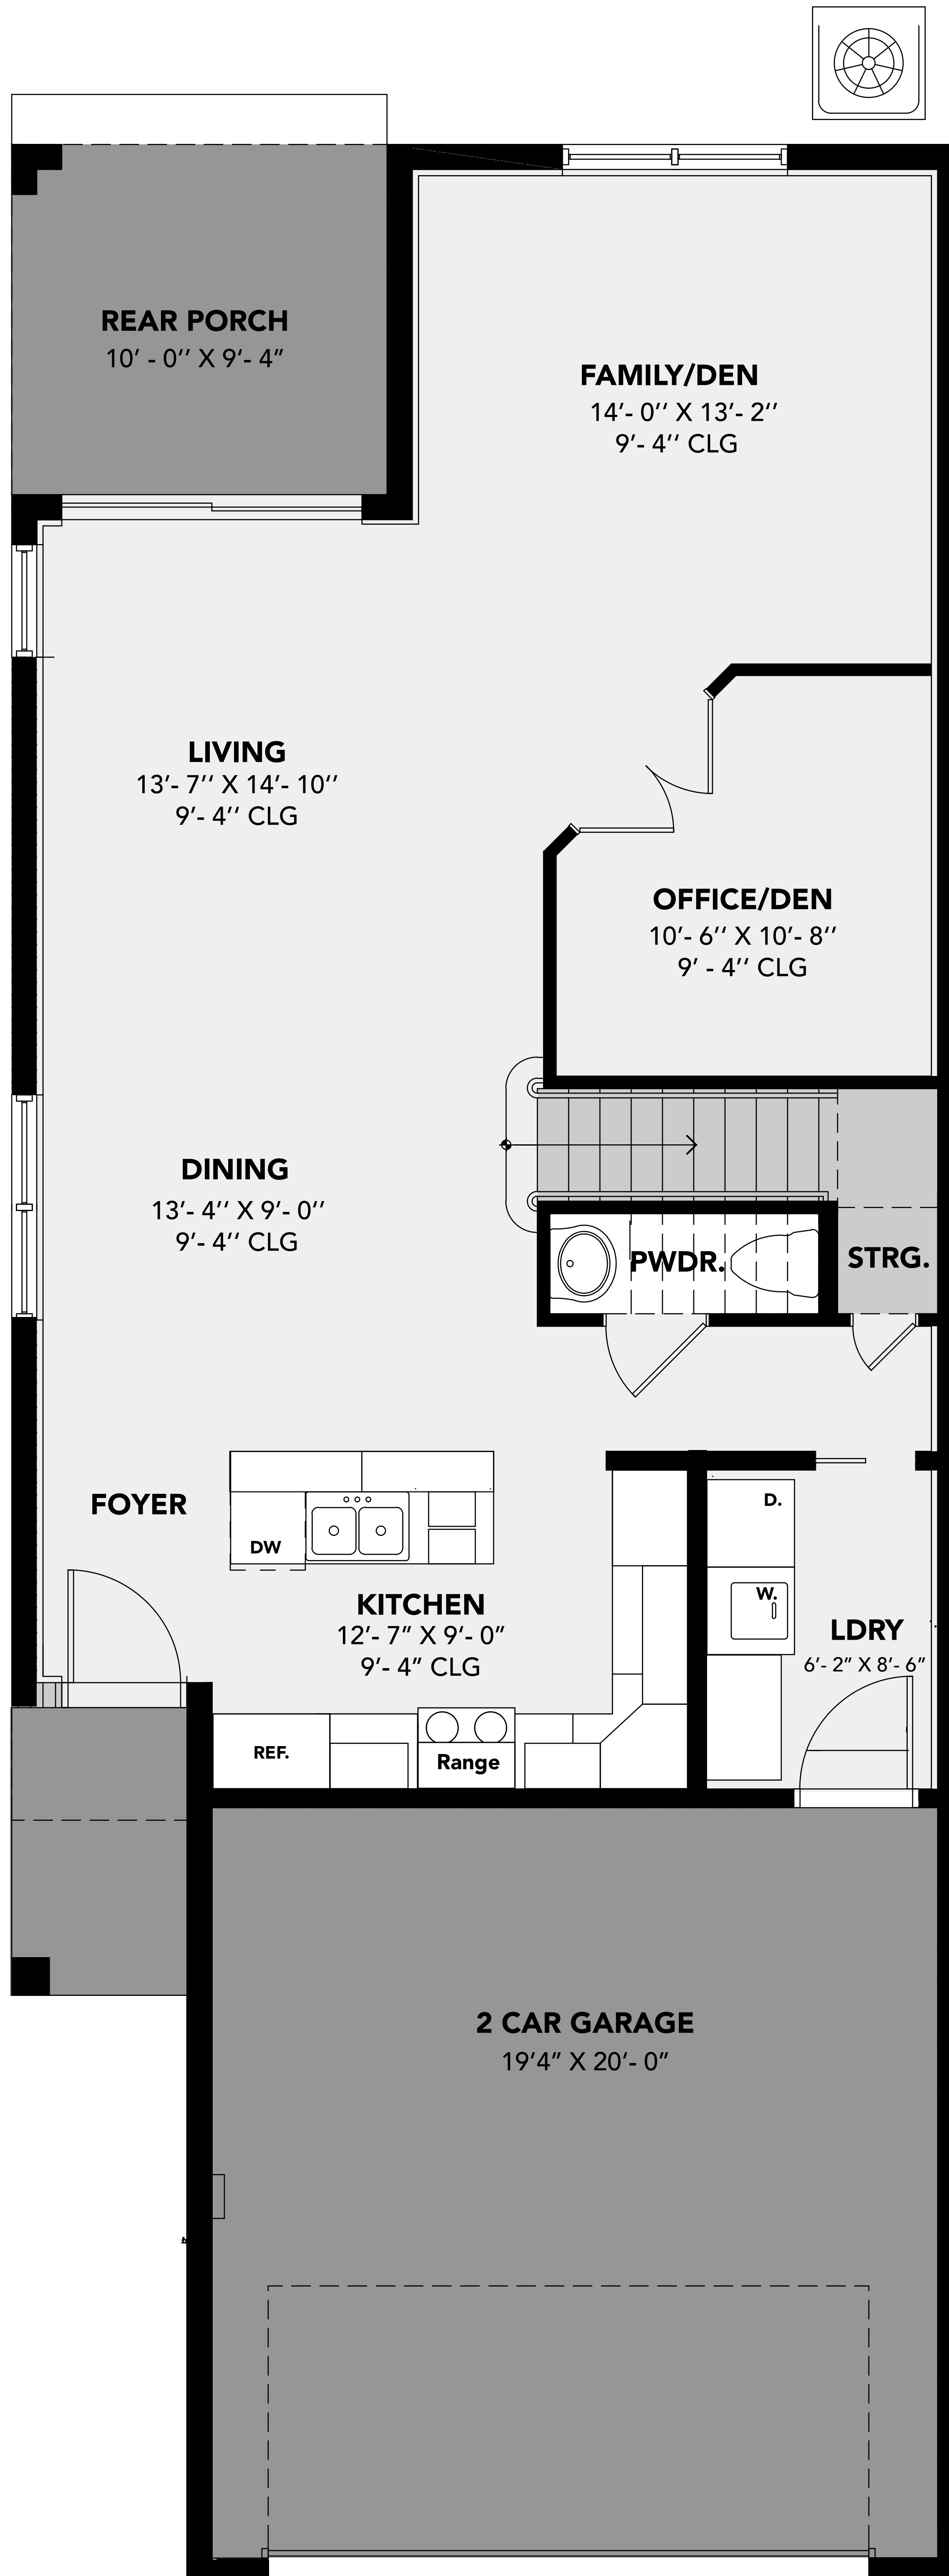 REAR PORCH
10’ - 0’’ X 9‘- 4”
FAMILY/DEN
14’- 0’’ X 13’- 2’’
9’- 4’’ CLG
LIVING
13’- 7’’ X 14’- 10’’
9’- 4’’ CLG
OFFICE/DEN
10’- 6’’ X 10’- 8’’
9’ - 4’’ CLG
DINING
13’- 4’’ X 9’- 0’’
9’- 4’’ CLG
PWDR.
STRG.
FOYER
DW
D.
W.
KITCHEN
12’- 7” X 9’- 0”
9’- 4” CLG
LDRY
6’- 2” X 8’- 6”
REF.
Range
2 CAR GARAGE
19’4” X 20‘- 0”